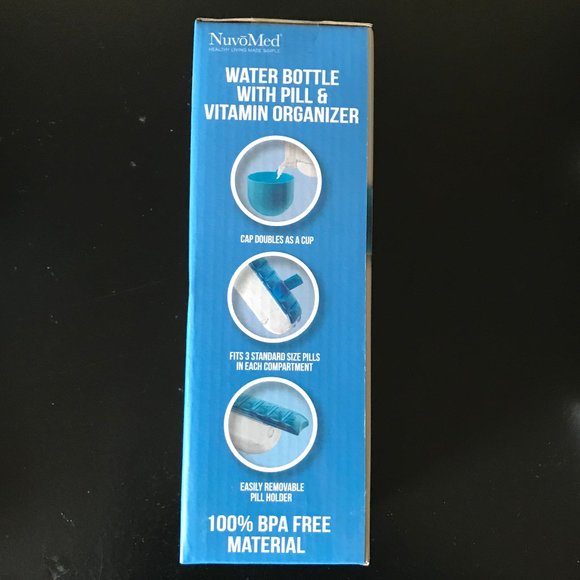 NuvōMed®
HEALTHY LIVING MADE SIMPLE
WATER BOTTLE
WITH PILL &
VITAMIN ORGANIZER
CAP DOUBLES AS A CUP
FITS 3 STANDARD SIZE PILLS
IN EACH COMPARTMENT
EASILY REMOVABLE
PILL HOLDER
100% BPA FREE
MATERIAL